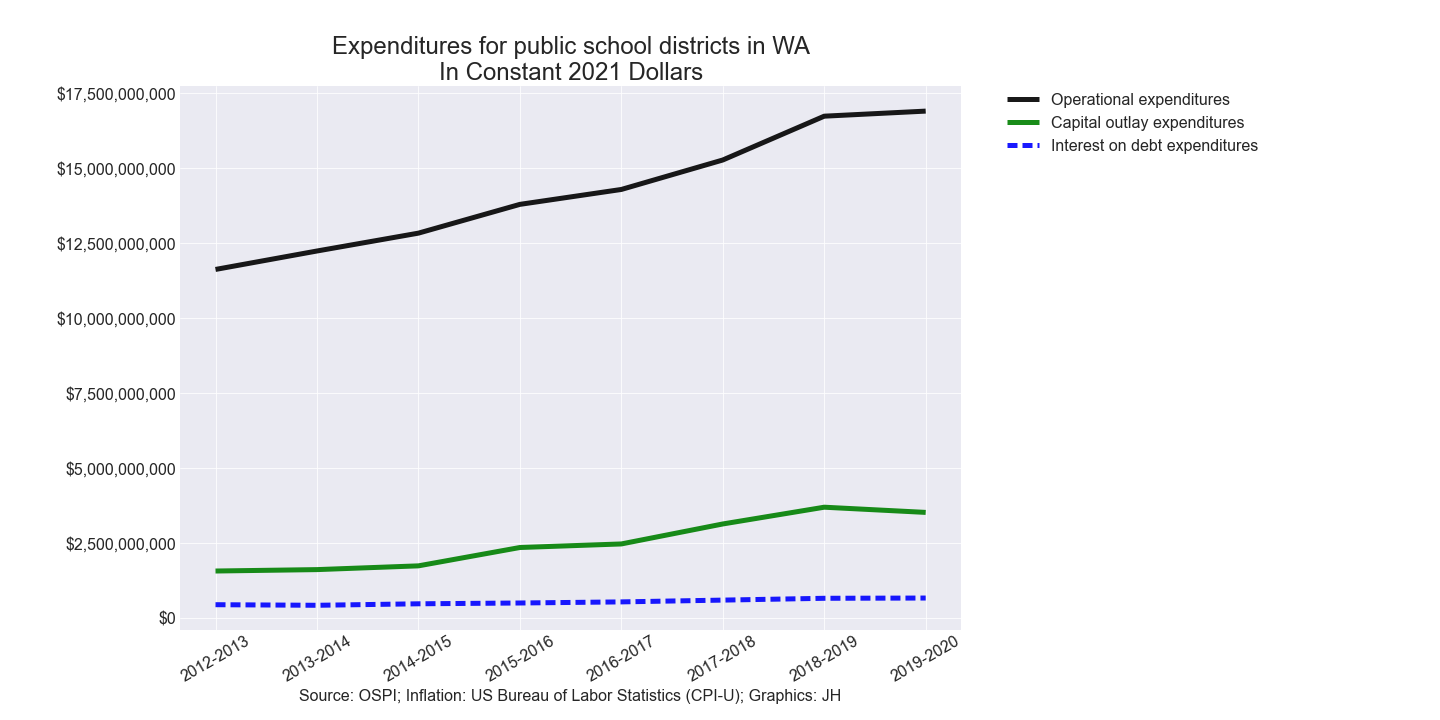 Expenditures for public school districts in WA
In Constant 2021 Dollars
$17,500,000,000
$15,000,000,000
$12,500,000,000
$10,000,000,000
$7,500,000,000
$5,000,000,000
$2,500,000,000
$0
2012-2013
2013-2014
2014-2015
2015-2016
2016-2017
2017-2018
2018-2019
2019-2020
Source: OSPI; Inflation: US Bureau of Labor Statistics (CPI-U); Graphics: JH
Operational expenditures
Capital outlay expenditures
Interest on debt expenditures